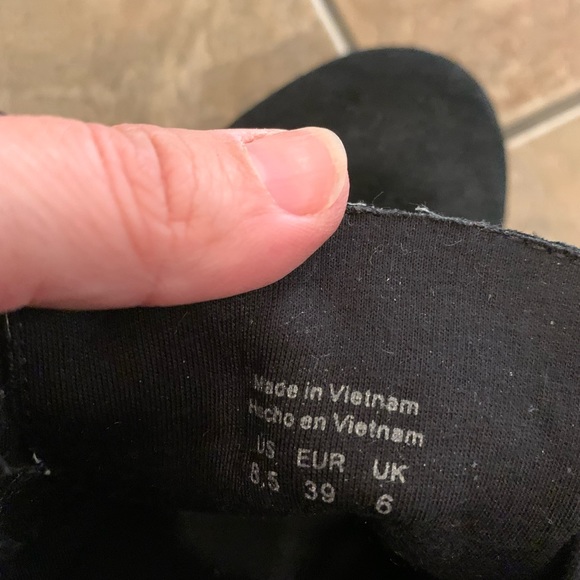 Made in Vietnam
Hecho en Vietnam
US EUR UK
8.5 39 6